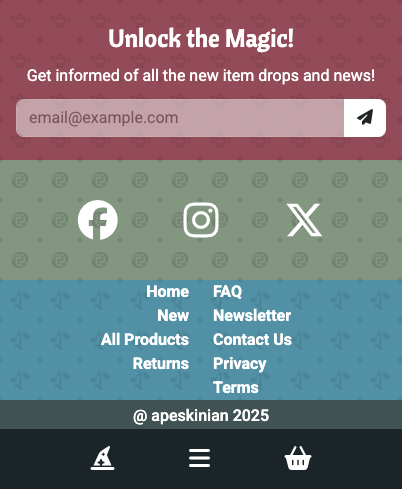 Unlock the Magic!
Get informed of all the new item drops and news!
email@example.com
Home
New
All Products
Returns
FAQ
Newsletter
Contact Us
Privacy
Terms
@ apeskinian 2025